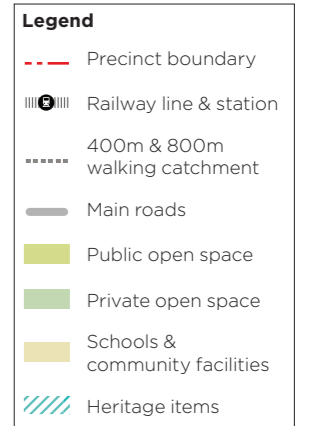 Legend
Precinct boundary
Railway line & station
400m & 800m
walking catchment
Main roads
Public open space
Private open space
Schools &
community facilities
Heritage items